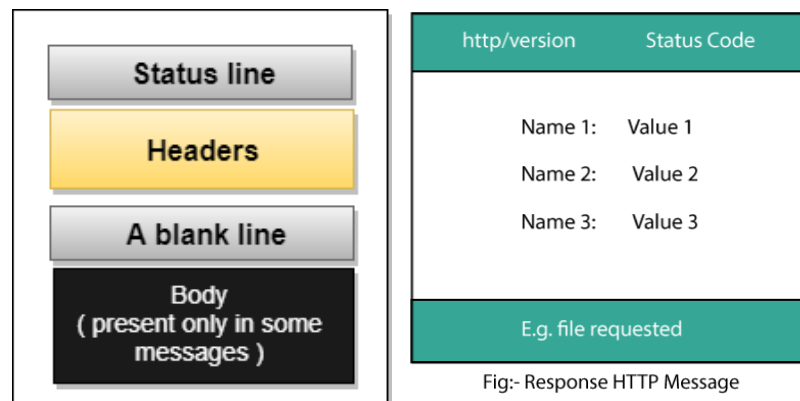 Status line
Headers
A blank line
Body
( present only in some
messages )
http/version Status Code
Name 1: Value 1
Name 2: Value 2
Name 3: Value 3
E.g. file requested
Fig:- Response HTTP Message